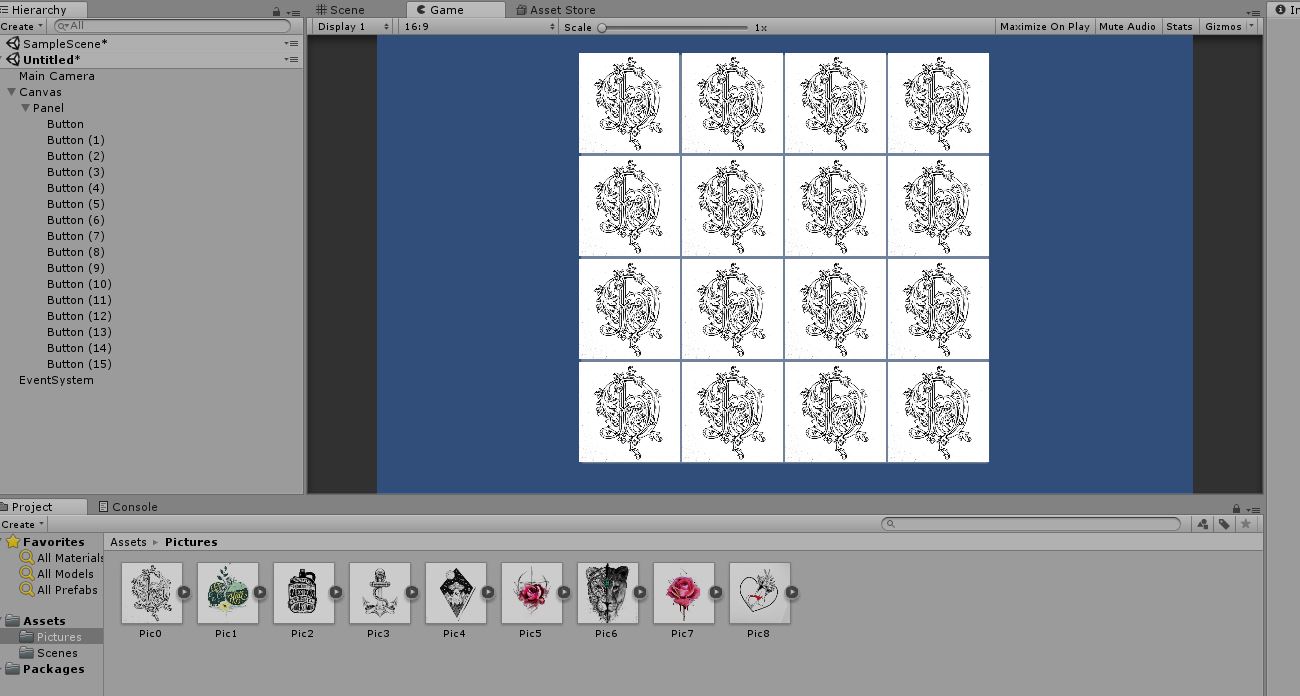 Hierarchy
Create
All
SampleScene*
Untitled*
Main Camera
Canvas
Panel
Button
Button (1)
Button (2)
Button (3)
Button (4)
Button (5)
Button (6)
Button (7)
Button (8)
Button (9)
Button (10)
Button (11)
Button (12)
Button (13)
Button (14)
Button (15)
EventSystem
Scene Game Asset Store
Display 1 16:9 Scale 1x Maximize On Play Mute Audio Stats Gizmos
In
Project Console
Create
Favorites
All Materials
All Models
All Prefabs
Assets
Pictures
Scenes
Packages
Assets Pictures
Pic0 Pic1 Pic2 Pic3 Pic4 Pic5 Pic6 Pic7 Pic8